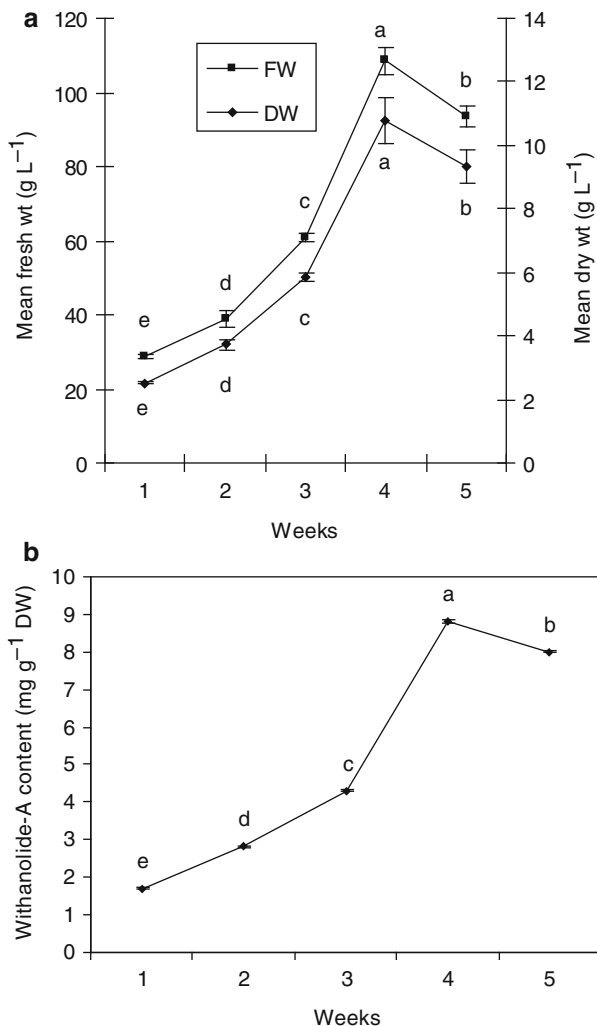 a
120
100
80
60
40
20
0
Mean fresh wt (g L⁻¹)
14
12
10
8
6
4
2
0
Mean dry wt (g L⁻¹)
FW
DW
a
b
c
a
b
d
c
e
d
e
1 2 3 4 5
Weeks
b
10
9
8
7
6
5
4
3
2
1
0
Withanolide-A content (mg g⁻¹ DW)
a
b
c
d
e
1 2 3 4 5
Weeks